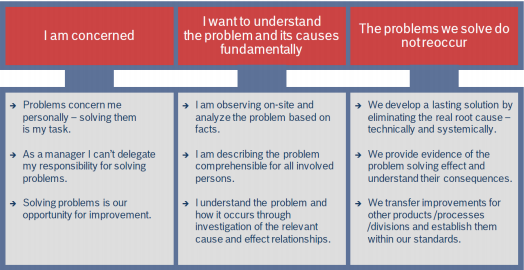 I am concerned
I want to understand
the problem and its causes
fundamentally
The problems we solve do
not reoccur
→ Problems concern me
personally – solving them
is my task.
→ As a manager I can't delegate
my responsibility for solving
problems.
→ Solving problems is our
opportunity for improvement.
→ I am observing on-site and
analyze the problem based on
facts.
→ I am describing the problem
comprehensible for all involved
persons.
→ I understand the problem and
how it occurs through
investigation of the relevant
cause and effect relationships.
→ We develop a lasting solution by
eliminating the real root cause –
technically and systemically.
→ We provide evidence of the
problem solving effect and
understand their consequences.
→ We transfer improvements for
other products /processes
/divisions and establish them
within our standards.